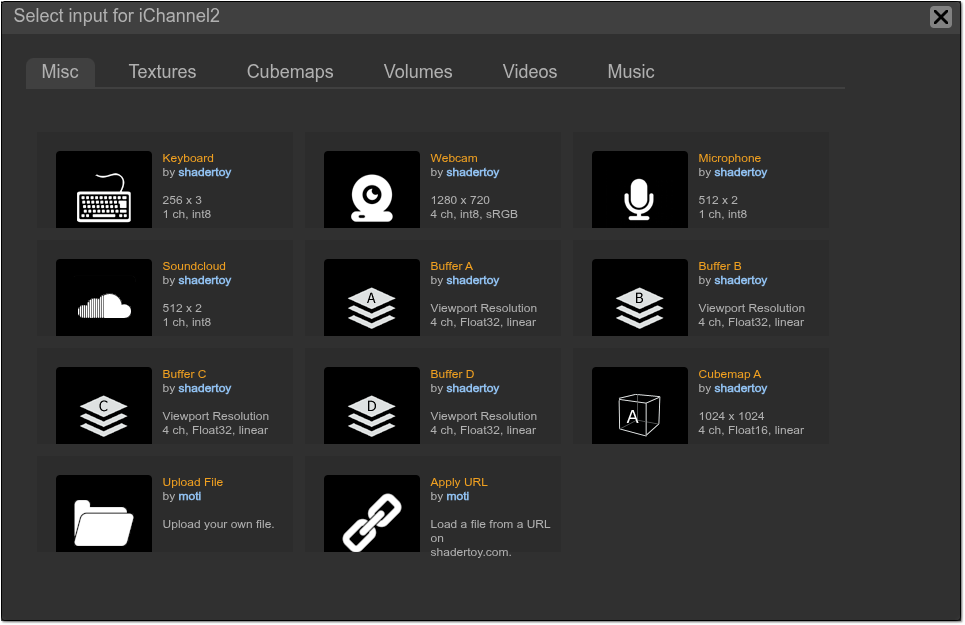 Select input for iChannel2
Misc
Textures
Cubemaps
Volumes
Videos
Music
Keyboard
by shadertoy
256 x 3
1 ch, int8
Webcam
by shadertoy
1280 x 720
4 ch, int8, sRGB
Microphone
by shadertoy
512 x 2
1 ch, int8
Soundcloud
by shadertoy
512 x 2
1 ch, int8
A
Buffer A
by shadertoy
Viewport Resolution
4 ch, Float32, linear
B
Buffer B
by shadertoy
Viewport Resolution
4 ch, Float32, linear
C
Buffer C
by shadertoy
Viewport Resolution
4 ch, Float32, linear
D
Buffer D
by shadertoy
Viewport Resolution
4 ch, Float32, linear
A
Cubemap A
by shadertoy
1024 x 1024
4 ch, Float16, linear
Upload File
by moti
Upload your own file.
Apply URL
by moti
Load a file from a URL
on
shadertoy.com.